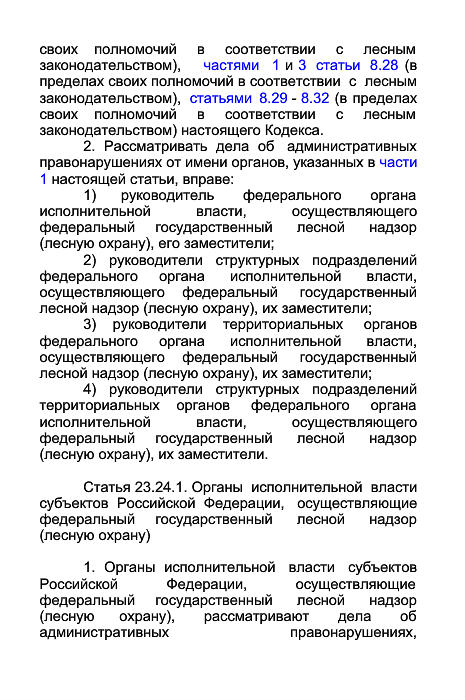 своих полномочий в соответствии с лесным
законодательством), частями 1 и 3 статьи 8.28 (в
пределах своих полномочий в соответствии с лесным
законодательством), статьями 8.29 - 8.32 (в пределах
своих полномочий в соответствии с лесным
законодательством) настоящего Кодекса.
2. Рассматривать дела об административных
правонарушениях от имени органов, указанных в части
1 настоящей статьи, вправе:
1) руководитель федерального органа
исполнительной власти, осуществляющего
федеральный государственный лесной надзор
(лесную охрану), его заместители;
2) руководители структурных подразделений
федерального органа исполнительной власти,
осуществляющего федеральный государственный
лесной надзор (лесную охрану), их заместители;
3) руководители территориальных органов
федерального органа исполнительной власти,
осуществляющего федеральный государственный
лесной надзор (лесную охрану), их заместители;
4) руководители структурных подразделений
территориальных органов федерального органа
исполнительной власти, осуществляющего
федеральный государственный лесной надзор
(лесную охрану), их заместители.
Статья 23.24.1. Органы исполнительной власти
субъектов Российской Федерации, осуществляющие
федеральный государственный лесной надзор
(лесную охрану)
1. Органы исполнительной власти субъектов
Российской Федерации, осуществляющие
федеральный государственный лесной надзор
(лесную охрану), рассматривают дела об
административных правонарушениях,